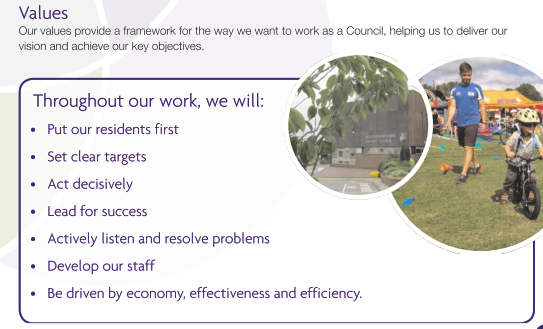 Values
Our values provide a framework for the way we want to work as a Council, helping us to deliver our
vision and achieve our key objectives.
Throughout our work, we will:
• Put our residents first
• Set clear targets
• Act decisively
• Lead for success
• Actively listen and resolve problems
• Develop our staff
• Be driven by economy, effectiveness and efficiency.